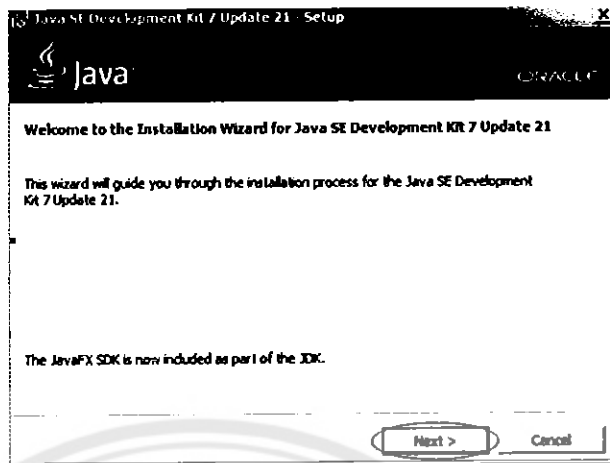 Java SE Development Kit 7 Update 21 - Setup
Java
ORACLE
Welcome to the Installation Wizard for Java SE Development Kit 7 Update 21
This wizard will guide you through the installation process for the Java SE Development
Kit 7 Update 21.
The JavaFX SDK is now included as part of the JDK.
Next >
Cancel